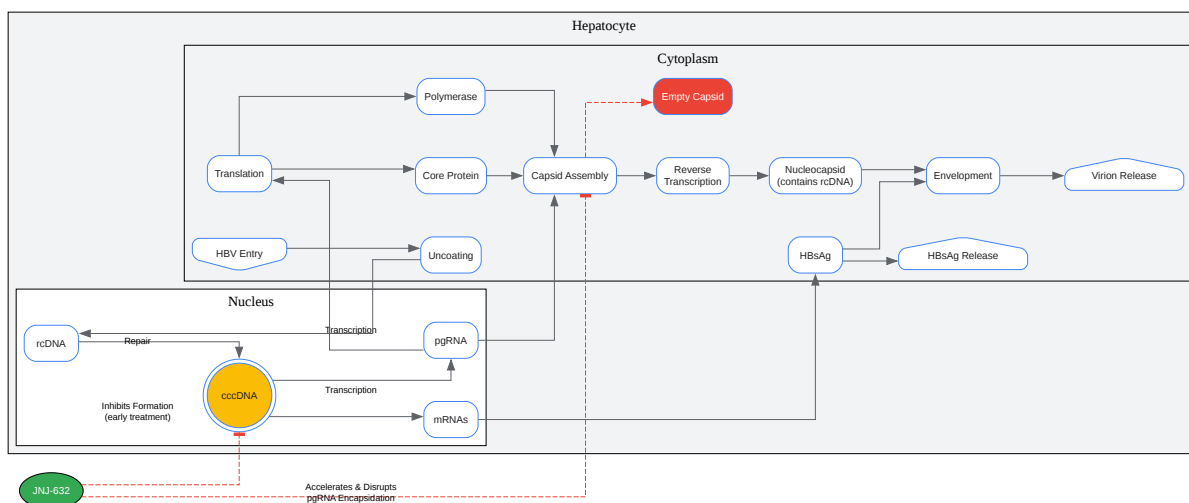 Hepatocyte
Cytoplasm
Polymerase
Empty Capsid
Translation
Core Protein
Capsid Assembly
Reverse
Transcription
Nucleocapsid
(contains rcDNA)
Envelopment
Virion Release
HBV Entry
Uncoating
HBsAg
HBsAg Release
Nucleus
Transcription
rcDNA
Repair
pgRNA
cccDNA
Transcription
Inhibits Formation
(early treatment)
mRNAs
JNJ-632
Accelerates & Disrupts
pgRNA Encapsidation